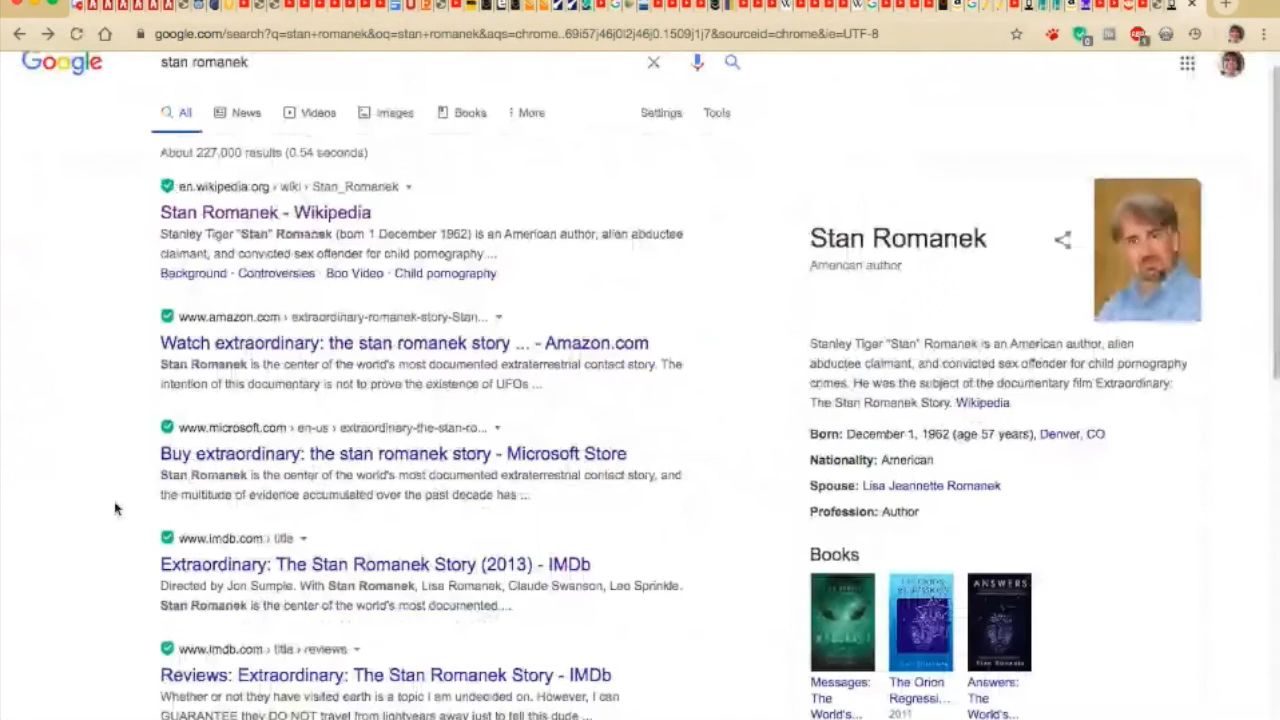 google.com/search?q=stan+romanek&oq=stan+romanek&aqs=chrome..69i57j46j0l2j46j0.1509j1j7&sourceid=chrome&ie=UTF-8
Google
stan romanek
All
News
Videos
Images
Books
More
Settings
Tools
About 227,000 results (0.54 seconds)
en.wikipedia.org › wiki › Stan_Romanek
Stan Romanek - Wikipedia
Stanley Tiger "Stan" Romanek (born 1 December 1962) is an American author, alien abductee
claimant, and convicted sex offender for child pornography ...
Background · Controversies · Boo Video · Child pornography
www.amazon.com › extraordinary-romanek-story-Stan...
Watch extraordinary: the stan romanek story ... - Amazon.com
Stan Romanek is the center of the world's most documented extraterrestrial contact story. The
intention of this documentary is not to prove the existence of UFOs ...
www.microsoft.com › en-us › extraordinary-the-stan-ro...
Buy extraordinary: the stan romanek story - Microsoft Store
Stan Romanek is the center of the world's most documented extraterrestrial contact story, and
the multitude of evidence accumulated over the past decade has ...
www.imdb.com › title
Extraordinary: The Stan Romanek Story (2013) - IMDb
Directed by Jon Sumple. With Stan Romanek, Lisa Romanek, Claude Swanson, Leo Sprinkle.
Stan Romanek is the center of the world's most documented....
www.imdb.com › title › reviews
Reviews: Extraordinary: The Stan Romanek Story - IMDb
Whether or not they have visited earth is a topic I am undecided on. However, I can
GUARANTEE they DO NOT travel from lightyears away just to tell this dude ...
Stan Romanek
American author
Stanley Tiger "Stan" Romanek is an American author, alien
abductee claimant, and convicted sex offender for child pornography
crimes. He was the subject of the documentary film Extraordinary:
The Stan Romanek Story. Wikipedia
Born: December 1, 1962 (age 57 years), Denver, CO
Nationality: American
Spouse: Lisa Jeannette Romanek
Profession: Author
Books
ANSWERS
Messages:
The
World's...
The Orion
Regressi...
2011
Answers:
The
World's...